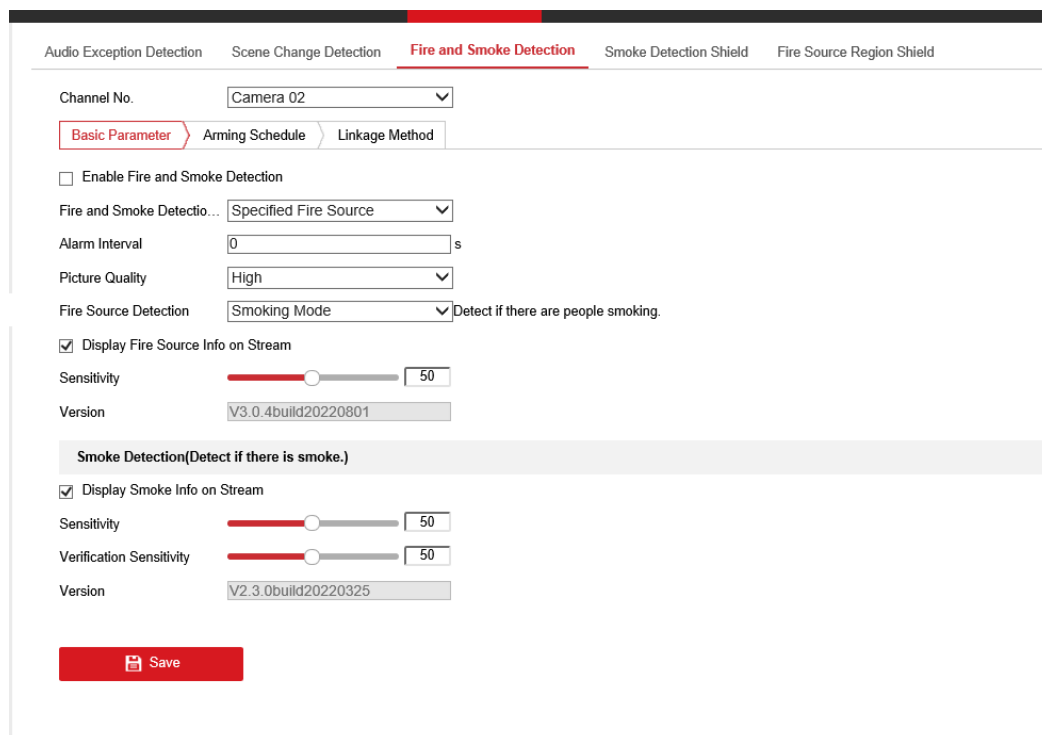 Audio Exception Detection Scene Change Detection Fire and Smoke Detection Smoke Detection Shield Fire Source Region Shield
Channel No. Camera 02
Basic Parameter Arming Schedule Linkage Method
Enable Fire and Smoke Detection
Fire and Smoke Detectio... Specified Fire Source
Alarm Interval 0 s
Picture Quality High
Fire Source Detection Smoking Mode Detect if there are people smoking.
Display Fire Source Info on Stream
Sensitivity 50
Version V3.0.4build20220801
Smoke Detection(Detect if there is smoke.)
Display Smoke Info on Stream
Sensitivity 50
Verification Sensitivity 50
Version V2.3.0build20220325
Save